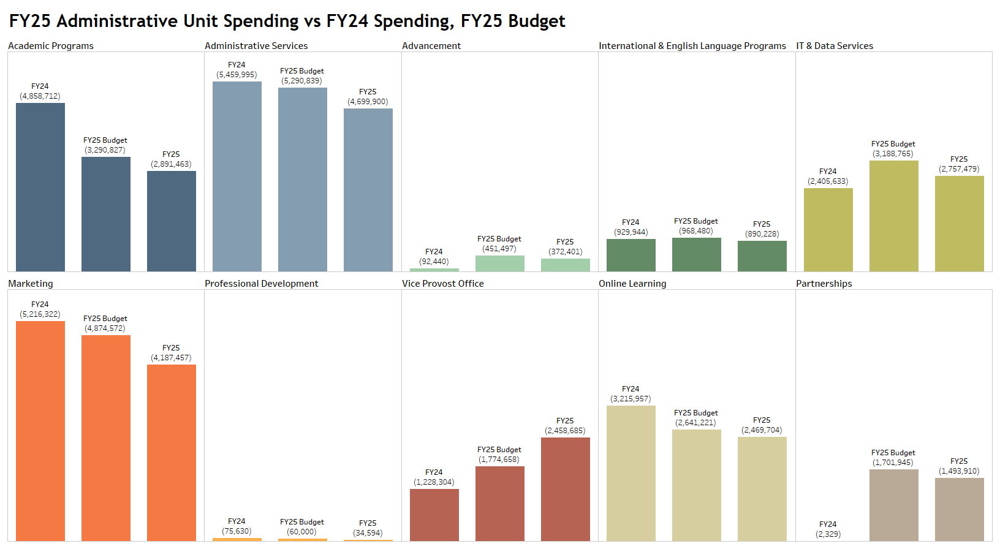 FY25 Administrative Unit Spending vs FY24 Spending, FY25 Budget
Academic Programs
FY24
(4,858,712)
FY25 Budget
(3,290,827)
FY25
(2,891,463)
Administrative Services
FY24
(5,459,995)
FY25 Budget
(5,290,839)
FY25
(4,699,900)
Advancement
FY24
(92,440)
FY25 Budget
(451,497)
FY25
(372,401)
International & English Language Programs
FY24
(929,944)
FY25 Budget
(968,480)
FY25
(890,228)
IT & Data Services
FY24
(2,405,633)
FY25 Budget
(3,188,765)
FY25
(2,757,479)
Marketing
FY24
(5,216,322)
FY25 Budget
(4,874,572)
FY25
(4,187,457)
Professional Development
FY24
(75,630)
FY25 Budget
(60,000)
FY25
(34,594)
Vice Provost Office
FY24
(1,228,304)
FY25 Budget
(1,774,658)
FY25
(2,458,685)
Online Learning
FY24
(3,215,957)
FY25 Budget
(2,641,221)
FY25
(2,469,704)
Partnerships
FY24
(2,329)
FY25 Budget
(1,701,945)
FY25
(1,493,910)